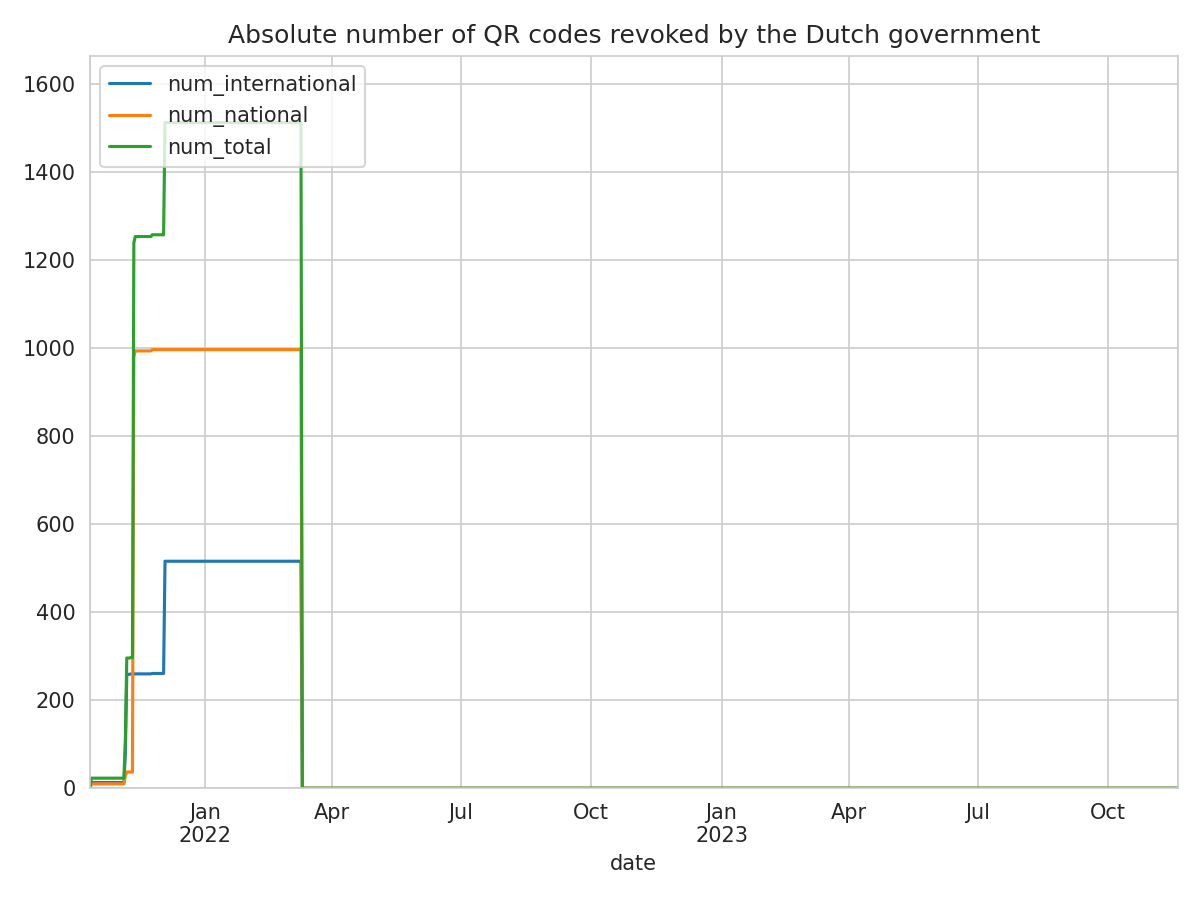 Absolute number of QR codes revoked by the Dutch government
num_international
num_national
num_total
1600
1400
1200
1000
800
600
400
200
0
Jan
2022
Apr
Jul
Oct
Jan
2023
Apr
Jul
Oct
date